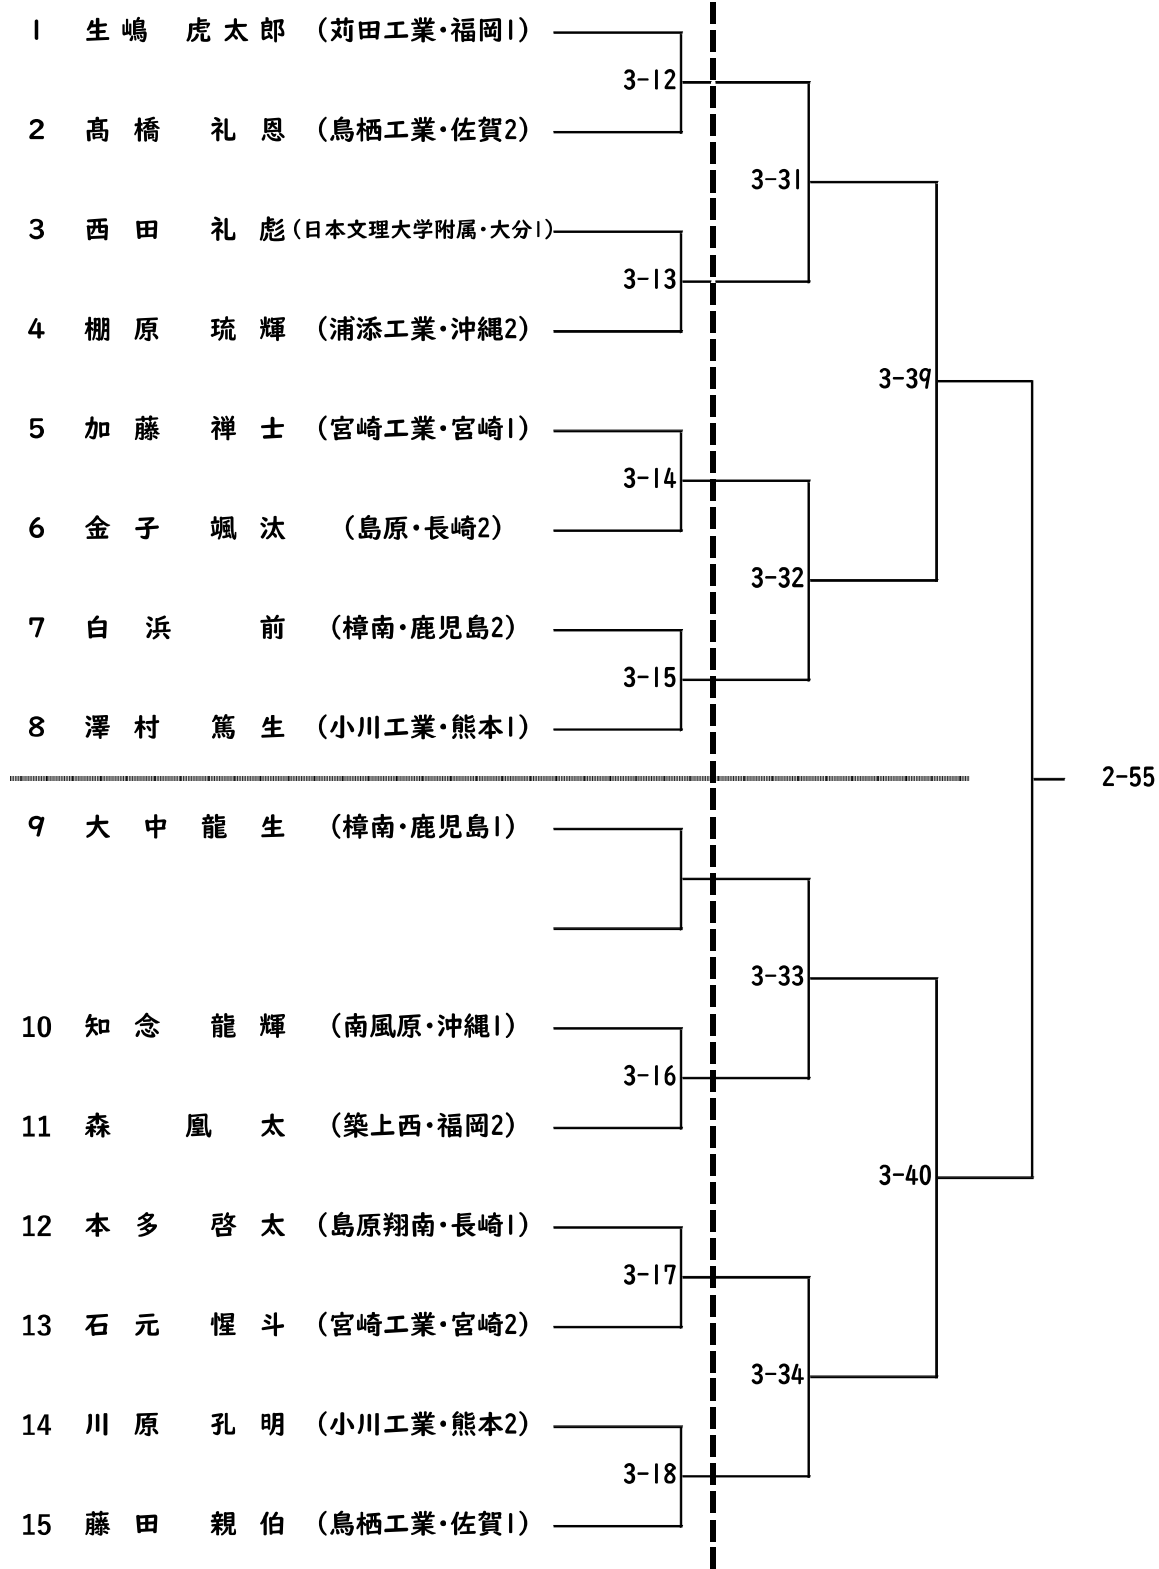 1 生嶋 虎太郎 (苅田工業・福岡1)
3-12
2 髙橋 礼恩 (鳥栖工業・佐賀2)
3-31
3 西田 礼彪 (日本文理大学附属・大分1)
3-13
4 棚原 琉輝 (浦添工業・沖縄2)
3-39
5 加藤 禅士 (宮崎工業・宮崎1)
3-14
6 金子 颯汰 (島原・長崎2)
3-32
7 白浜 前 (樟南・鹿児島2)
3-15
8 澤村 篤生 (小川工業・熊本1)
2-55
9 大中 龍生 (樟南・鹿児島1)
3-33
10 知念 龍輝 (南風原・沖縄1)
3-16
11 森 凰太 (築上西・福岡2)
3-40
12 本多 啓太 (島原翔南・長崎1)
3-17
13 石元 惺斗 (宮崎工業・宮崎2)
3-34
14 川原 孔明 (小川工業・熊本2)
3-18
15 藤田 親伯 (鳥栖工業・佐賀1)